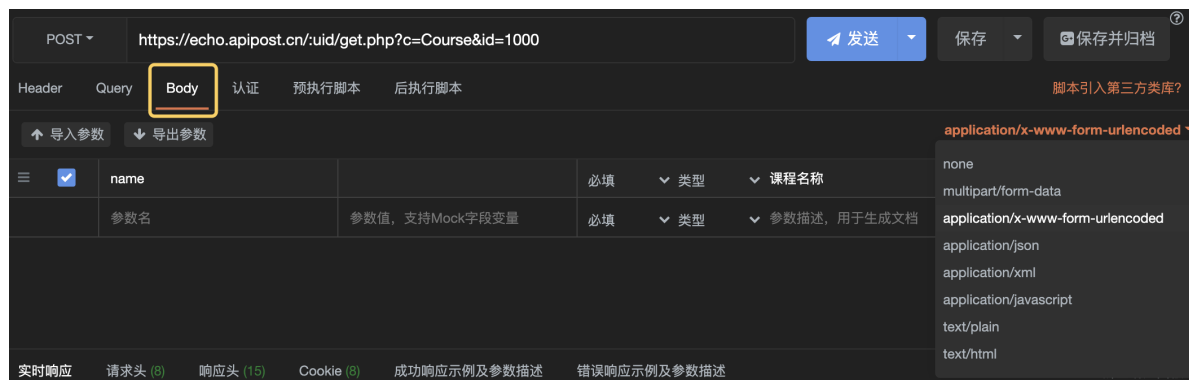 POST https://echo.apipost.cn/:uid/get.php?c=Course&id=1000 发送 保存 保存并归档
Header Query Body 认证 预执行脚本 后执行脚本 脚本引入第三方类库?
导入参数 导出参数 application/x-www-form-urlencoded
none
multipart/form-data
application/x-www-form-urlencoded
application/json
application/xml
application/javascript
text/plain
text/html
name 必填 类型 课程名称
参数名 参数值，支持Mock字段变量 必填 类型 参数描述，用于生成文档
实时响应 请求头 (8) 响应头 (15) Cookie (8) 成功响应示例及参数描述 错误响应示例及参数描述